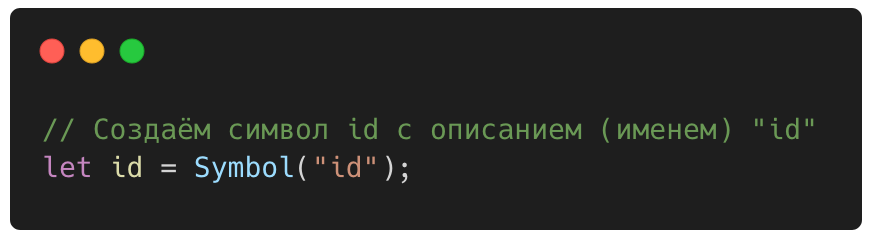 // Создаём символ id с описанием (именем) "id"
let id = Symbol("id");